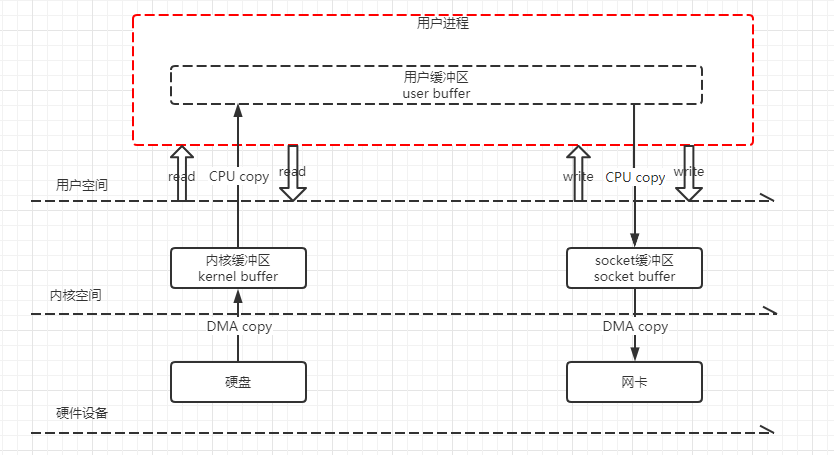 用户进程
用户缓冲区
user buffer
read
CPU copy
read
write
CPU copy
write
用户空间
内核缓冲区
kernel buffer
socket缓冲区
socket buffer
内核空间
DMA copy
DMA copy
硬盘
网卡
硬件设备